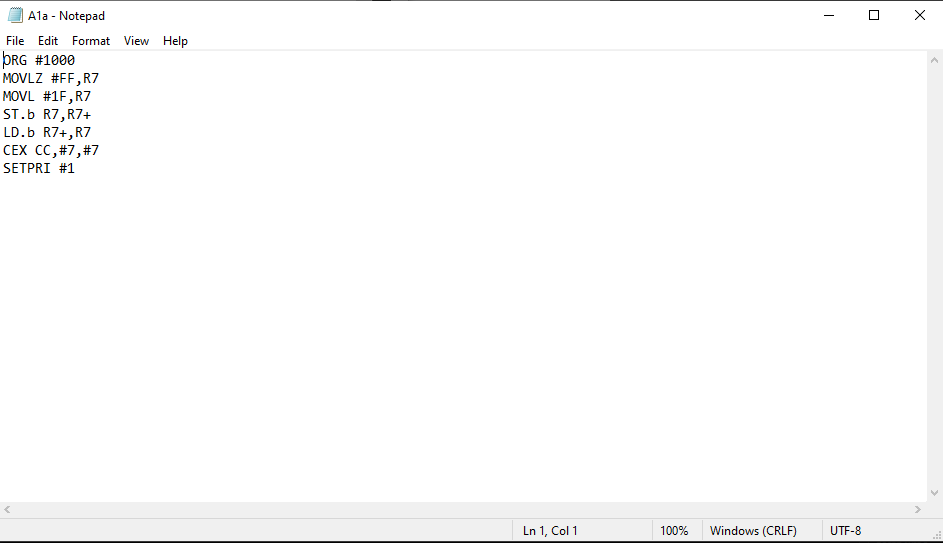 A1a - Notepad
File Edit Format View Help
ORG #1000
MOVLZ #FF,R7
MOVL #1F,R7
ST.b R7,R7+
LD.b R7+,R7
CEX CC,#7,#7
SETPRI #1
Ln 1, Col 1 100% Windows (CRLF) UTF-8